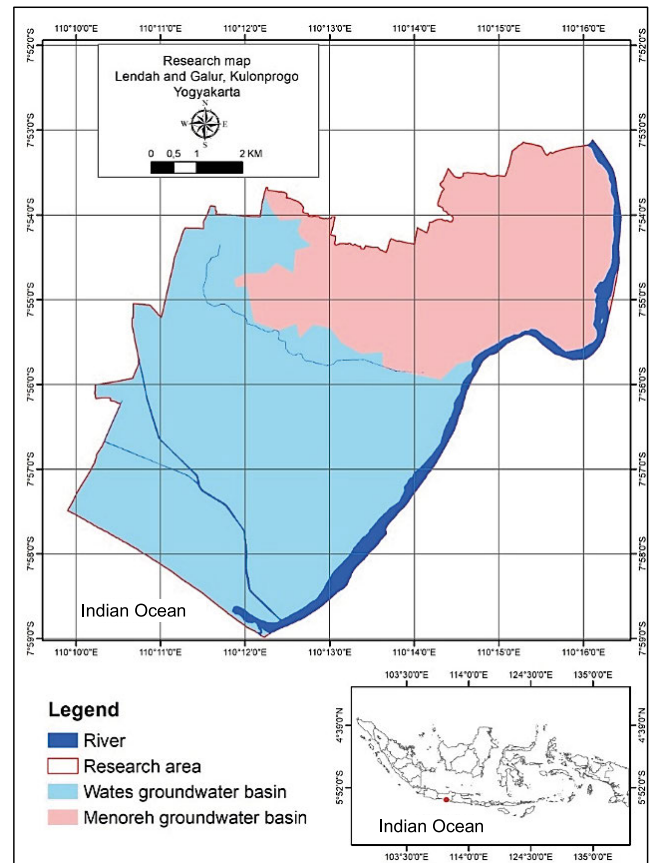 110°10'0"E 110°11'0"E 110°12'0"E 110°13'0"E 110°14'0"E 110°15'0"E 110°16'0"E
7°52'0"S
7°53'0"S
7°54'0"S
7°55'0"S
7°56'0"S
7°57'0"S
7°58'0"S
7°59'0"S
Research map
Lendah and Galur, Kulonprogo
Yogyakarta
N
W E
S
0 0,5 1 2 KM
7°52'0"S
7°53'0"S
7°54'0"S
7°55'0"S
7°56'0"S
7°57'0"S
7°58'0"S
7°59'0"S
Indian Ocean
110°10'0"E 110°11'0"E 110°12'0"E 110°13'0"E 110°14'0"E 110°15'0"E 110°16'0"E
Legend
River
Research area
Wates groundwater basin
Menoreh groundwater basin
103°30'0"E 114°0'0"E 124°30'0"E 135°0'0"E
4°39'0"N
5°52'0"S
4°39'0"N
5°52'0"S
Indian Ocean
103°30'0"E 114°0'0"E 124°30'0"E 135°0'0"E